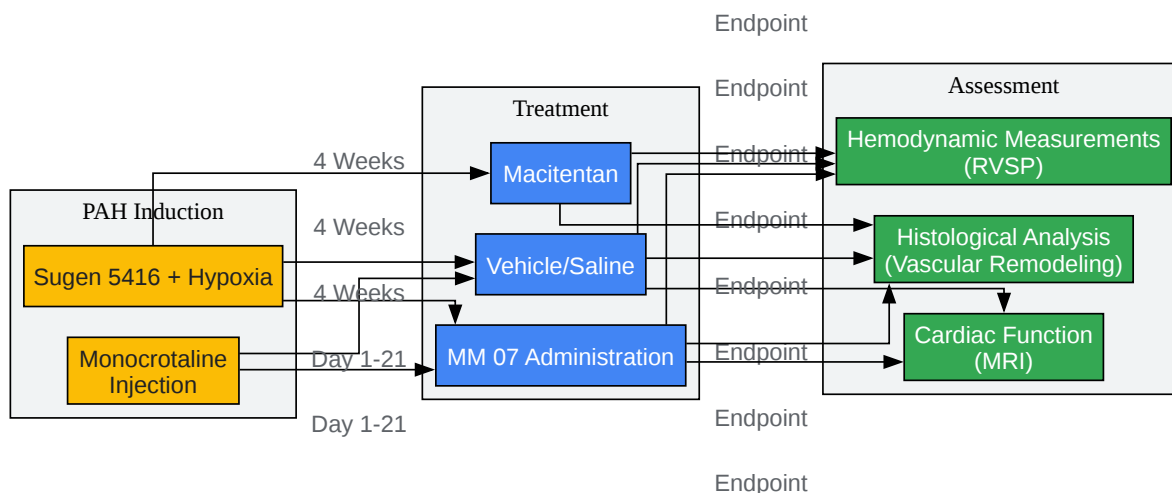 PAH Induction
Sugen 5416 + Hypoxia
Monocrotaline
Injection
4 Weeks
4 Weeks
4 Weeks
Day 1-21
Day 1-21
Treatment
Macitentan
Vehicle/Saline
MM 07 Administration
Endpoint
Endpoint
Endpoint
Endpoint
Endpoint
Endpoint
Endpoint
Endpoint
Assessment
Hemodynamic Measurements
(RVSP)
Histological Analysis
(Vascular Remodeling)
Cardiac Function
(MRI)